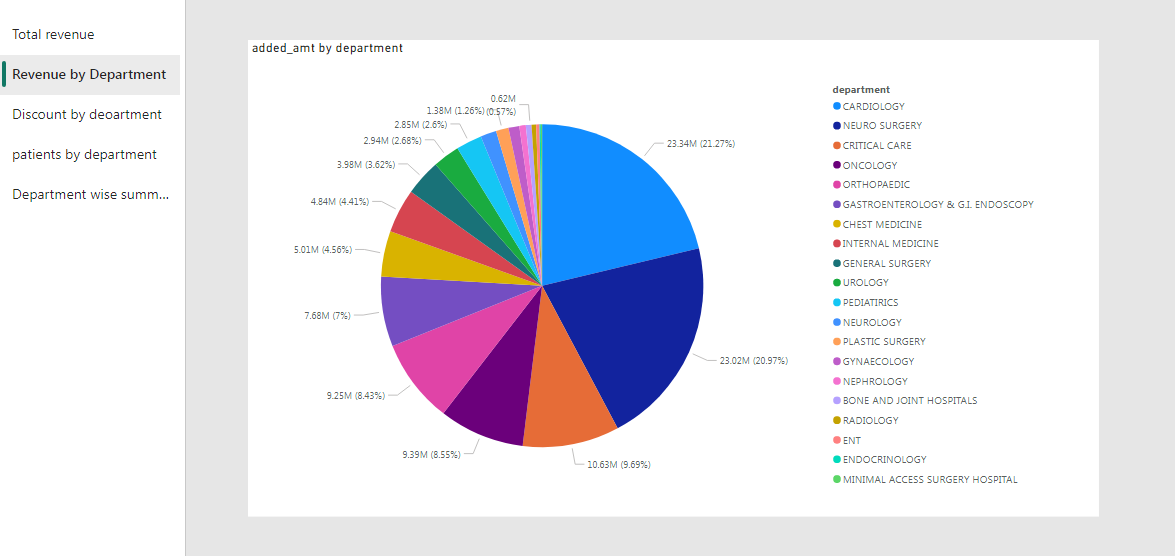 Total revenue
Revenue by Department
Discount by deoartment
patients by department
Department wise summ...
added_amt by department
0.62M
(0.57%)
1.38M (1.26%)
2.85M (2.6%)
2.94M (2.68%)
3.98M (3.62%)
4.84M (4.41%)
5.01M (4.56%)
7.68M (7%)
9.25M (8.43%)
9.39M (8.55%)
10.63M (9.69%)
23.02M (20.97%)
23.34M (21.27%)
department
CARDIOLOGY
NEURO SURGERY
CRITICAL CARE
ONCOLOGY
ORTHOPAEDIC
GASTROENTEROLOGY & G.I. ENDOSCOPY
CHEST MEDICINE
INTERNAL MEDICINE
GENERAL SURGERY
UROLOGY
PEDIATIRICS
NEUROLOGY
PLASTIC SURGERY
GYNAECOLOGY
NEPHROLOGY
BONE AND JOINT HOSPITALS
RADIOLOGY
ENT
ENDOCRINOLOGY
MINIMAL ACCESS SURGERY HOSPITAL